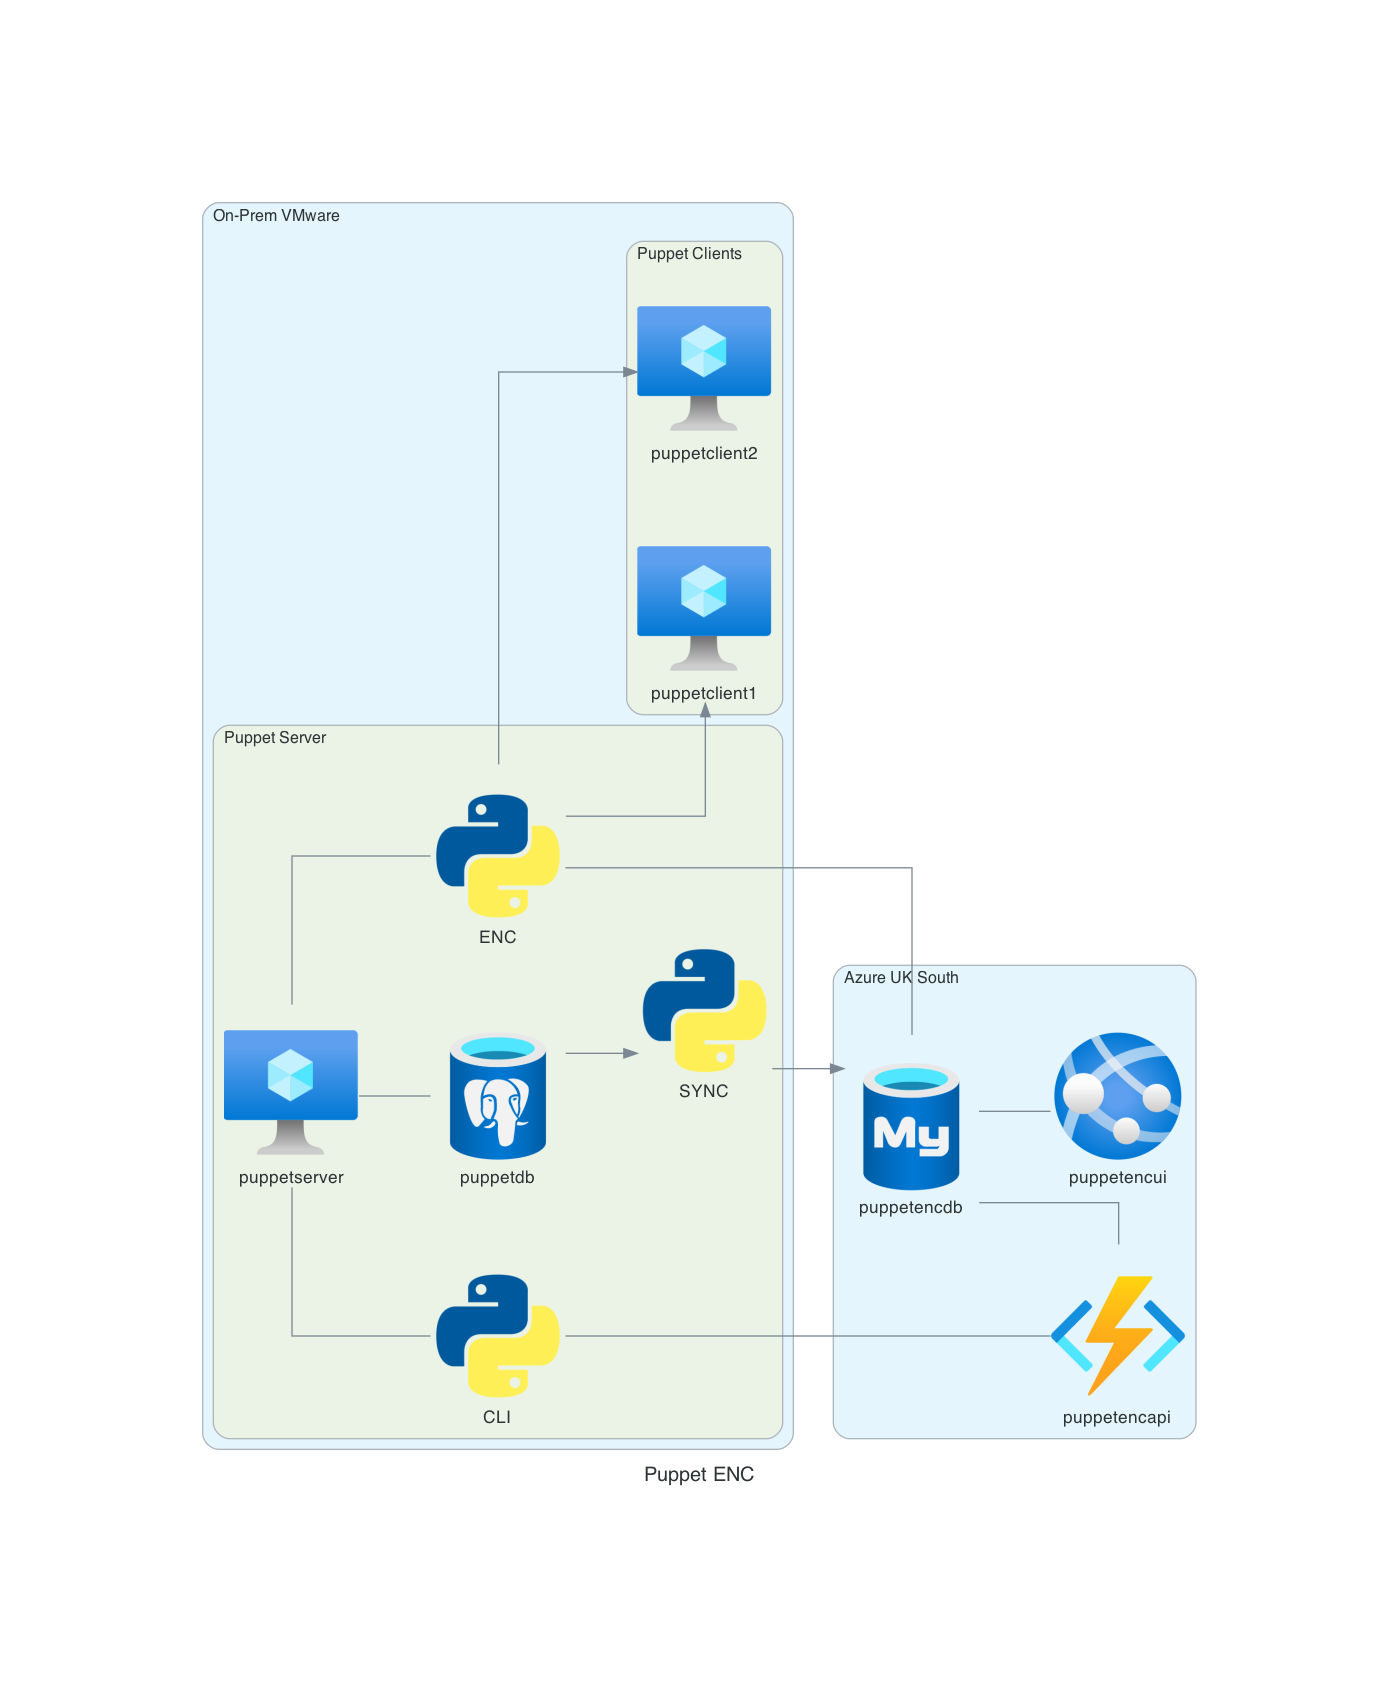 On-Prem VMware
Puppet Clients
puppetclient2
puppetclient1
Puppet Server
ENC
SYNC
puppetserver
puppetdb
CLI
Azure UK South
My
puppetencdb
puppetencui
puppetencapi
Puppet ENC